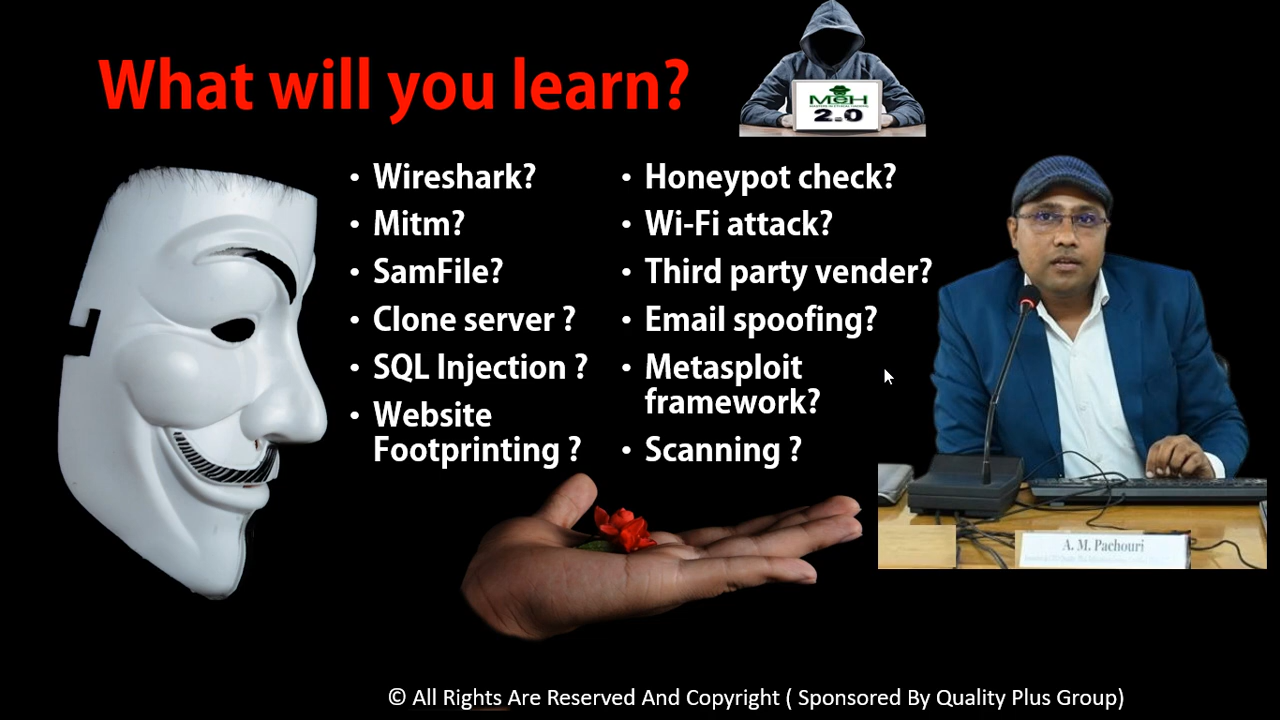 What will you learn?
MCH
2.0
• Wireshark?
• Mitm?
• SamFile?
• Clone server ?
• SQL Injection ?
• Website
Footprinting ?
• Honeypot check?
• Wi-Fi attack?
• Third party vender?
• Email spoofing?
• Metasploit
framework?
• Scanning ?
A. M. Pachouri
© All Rights Are Reserved And Copyright ( Sponsored By Quality Plus Group)